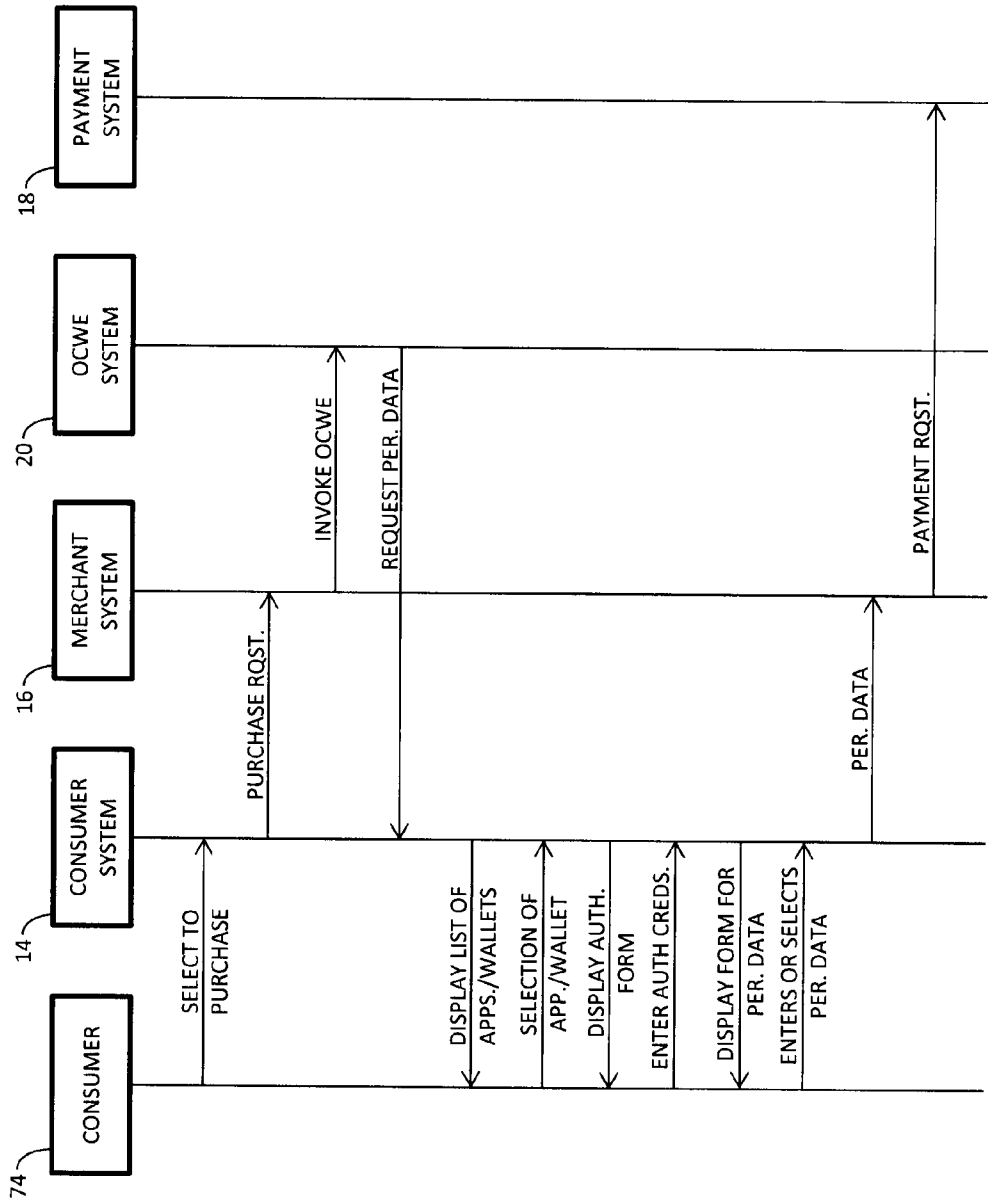 74
CONSUMER
14
CONSUMER
SYSTEM
16
MERCHANT
SYSTEM
20
OCWE
SYSTEM
18
PAYMENT
SYSTEM
SELECT TO
PURCHASE
PURCHASE RQST.
INVOKE OCWE
REQUEST PER. DATA
DISPLAY LIST OF
APPS./WALLETS
SELECTION OF
APP./WALLET
DISPLAY AUTH.
FORM
ENTER AUTH CREDS.
DISPLAY FORM FOR
PER. DATA
ENTERS OR SELECTS
PER. DATA
PER. DATA
PAYMENT RQST.